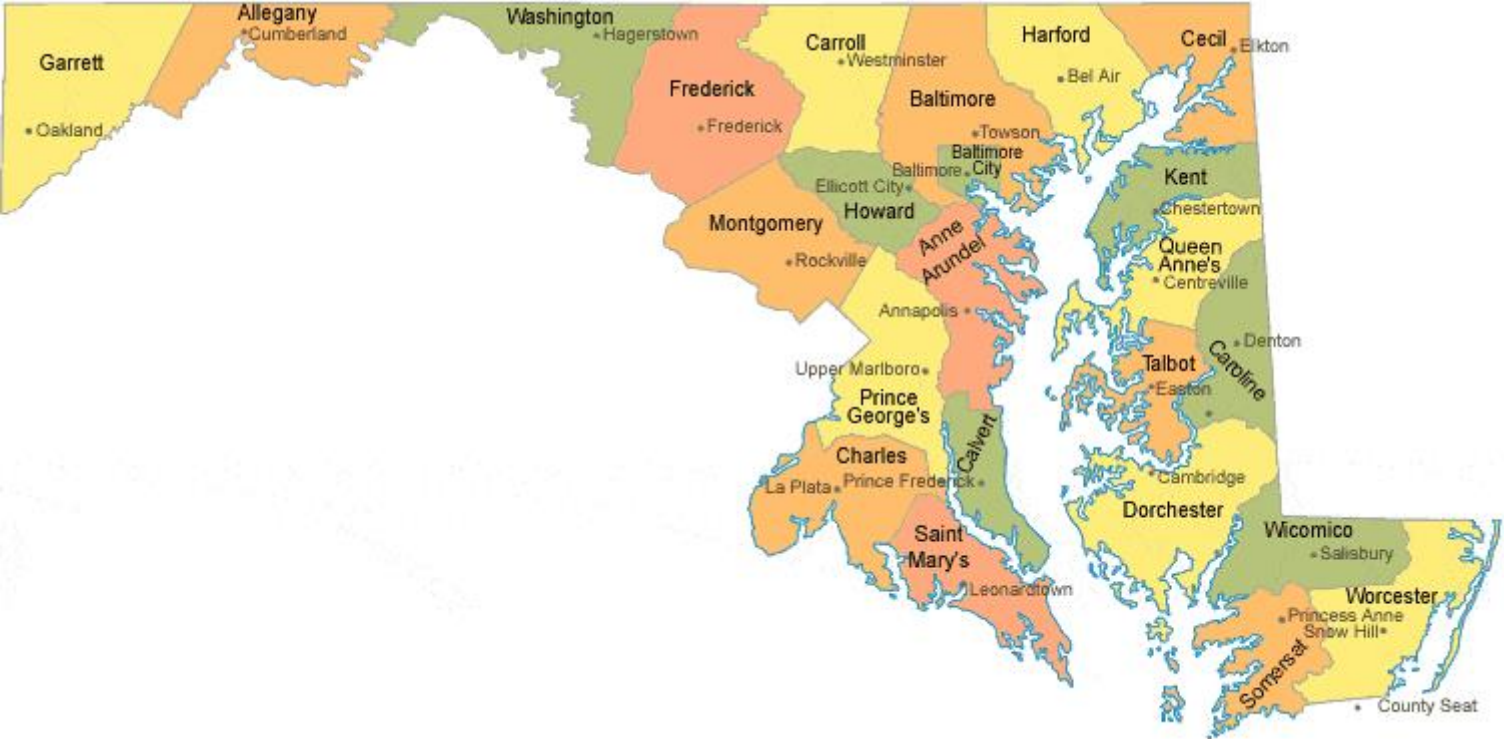 Garrett
Oakland
Allegany
Cumberland
Washington
Hagerstown
Frederick
Frederick
Carroll
Westminster
Baltimore
Towson
Baltimore
City
Baltimore
Harford
Bel Air
Cecil
Elkton
Kent
Chestertown
Queen
Anne's
Centreville
Ellicott City
Howard
Montgomery
Rockville
Anne
Arundel
Annapolis
Upper Marlboro
Prince
George's
Talbot
Easton
Caroline
Denton
Charles
La Plata
Calvert
Prince Frederick
Saint
Mary's
Leonardtown
Cambridge
Dorchester
Wicomico
Salisbury
Worcester
Snow Hill
Princess Anne
Somersat
County Seat